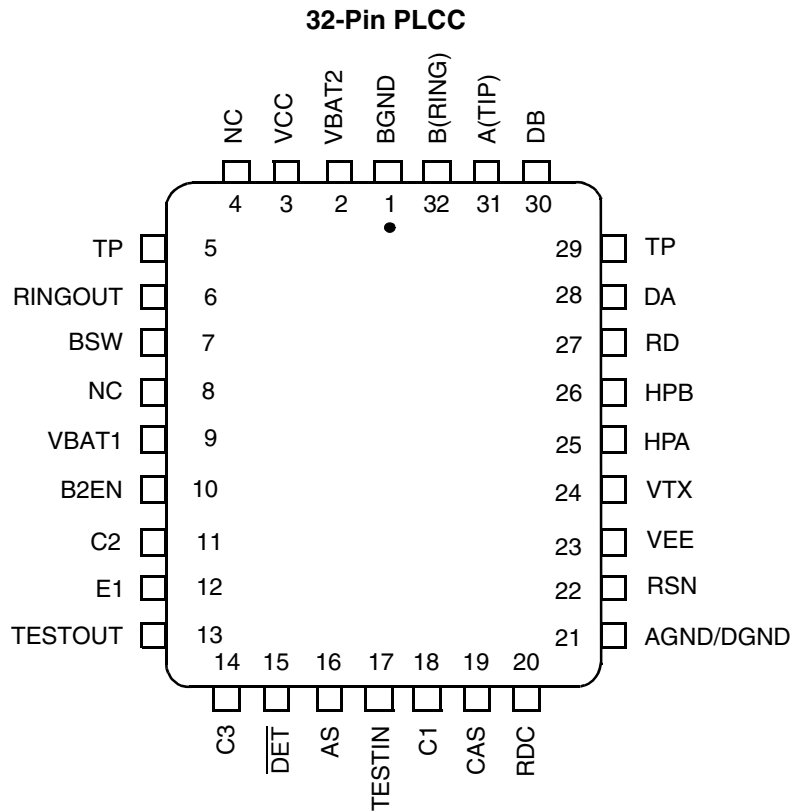 32-Pin PLCC
NC
VCC
VBAT2
BGND
B(RING)
A(TIP)
DB
4 3 2 1 32 31 30
TP 5 29 TP
RINGOUT 6 28 DA
BSW 7 27 RD
NC 8 26 HPB
VBAT1 9 25 HPA
B2EN 10 24 VTX
C2 11 23 VEE
E1 12 22 RSN
TESTOUT 13 21 AGND/DGND
14 15 16 17 18 19 20
C3
DET
AS
TESTIN
C1
CAS
RDC